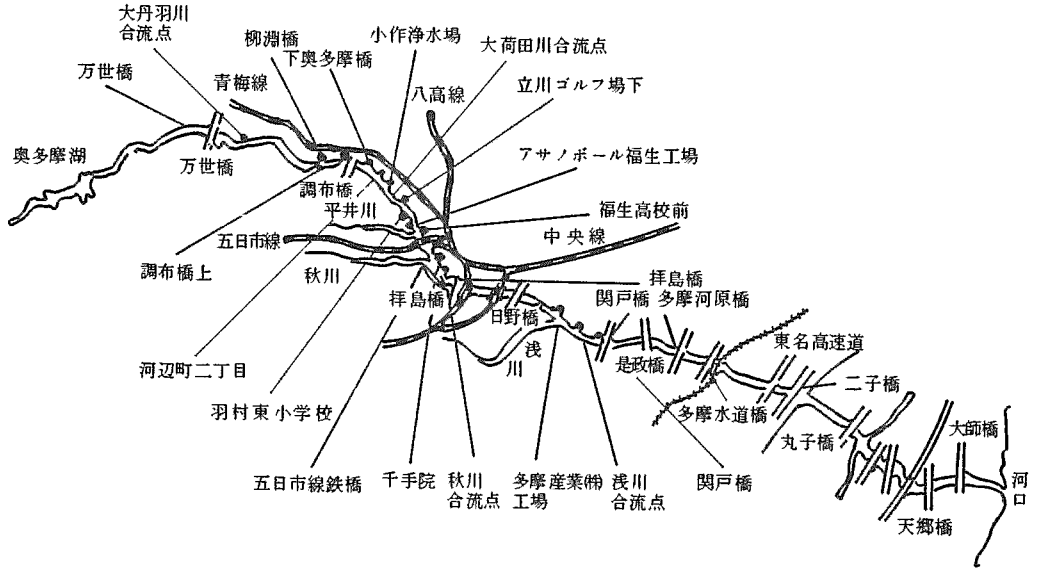 大丹羽川
合流点
柳淵橋
小作浄水場
下奥多摩橋
大荷田川合流点
万世橋
青梅線
八高線
立川ゴルフ場下
奥多摩湖
万世橋
アサノボール福生工場
調布橋
平井川
福生高校前
五日市線
中央線
調布橋上
秋川
拝島橋
拝島橋
関戸橋
多摩河原橋
日野橋
浅川
是政橋
東名高速道
河辺町二丁目
二子橋
羽村東小学校
多摩水道橋
丸子橋
大師橋
五日市線鉄橋
千手院
秋川
合流点
多摩産業㈱
工場
浅川
合流点
関戸橋
河口
天郷橋